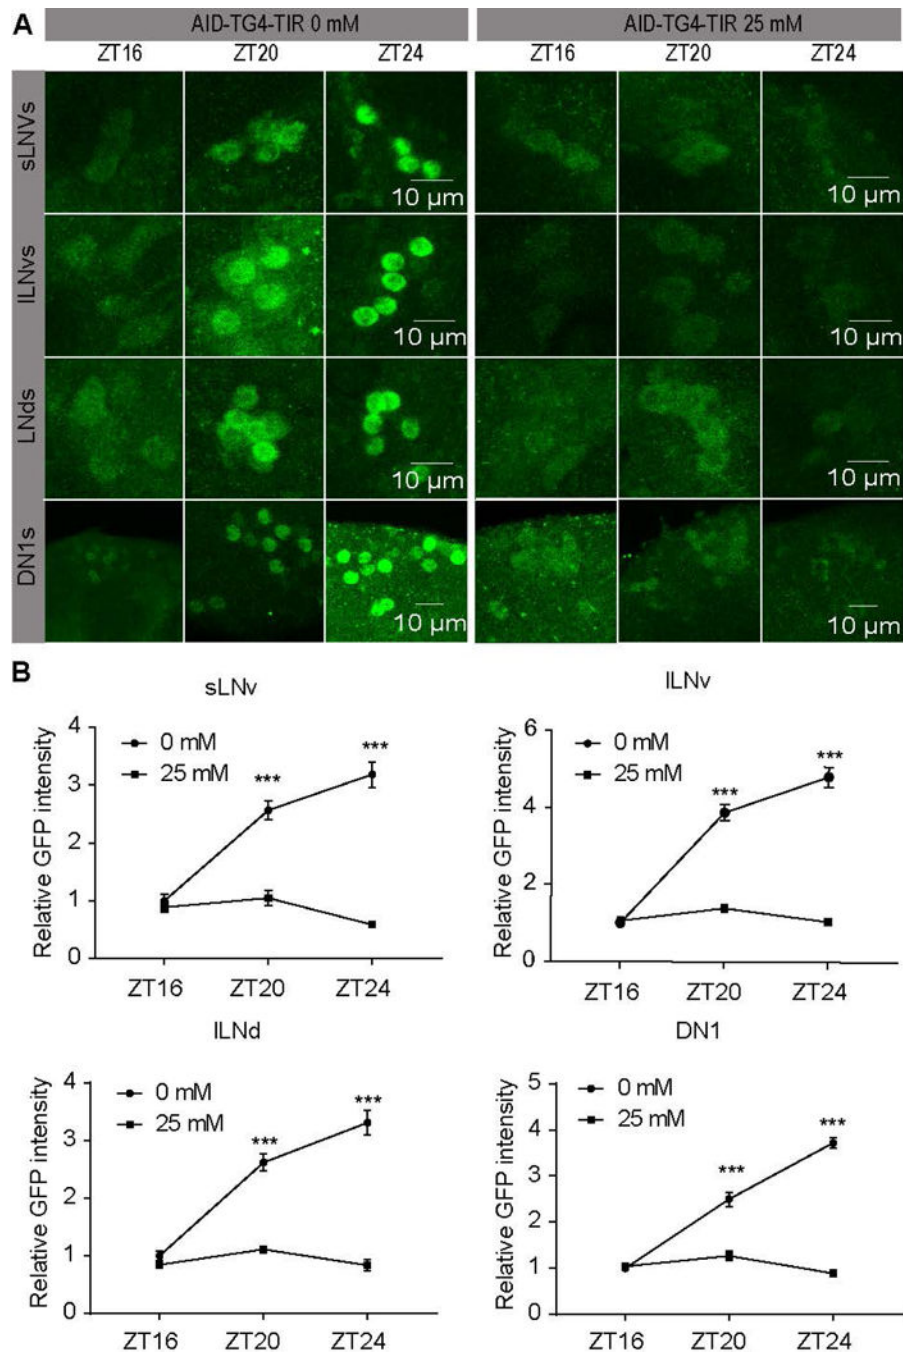 A
AID-TG4-TIR 0 mM
AID-TG4-TIR 25 mM
ZT16 ZT20 ZT24 ZT16 ZT20 ZT24
sLNVs
10 µm
10 µm
lLNvs
10 µm
10 µm
LNds
10 µm
10 µm
DN1s
10 µm
10 µm
B
sLNv
Relative GFP intensity
4
3
2
1
0
0 mM
25 mM
***
***
ZT16 ZT20 ZT24
lLNv
Relative GFP intensity
6
4
2
0
0 mM
25 mM
***
***
ZT16 ZT20 ZT24
lLNd
Relative GFP intensity
4
3
2
1
0
0 mM
25 mM
***
***
ZT16 ZT20 ZT24
DN1
Relative GFP intensity
5
4
3
2
1
0
0 mM
25 mM
***
***
ZT16 ZT20 ZT24